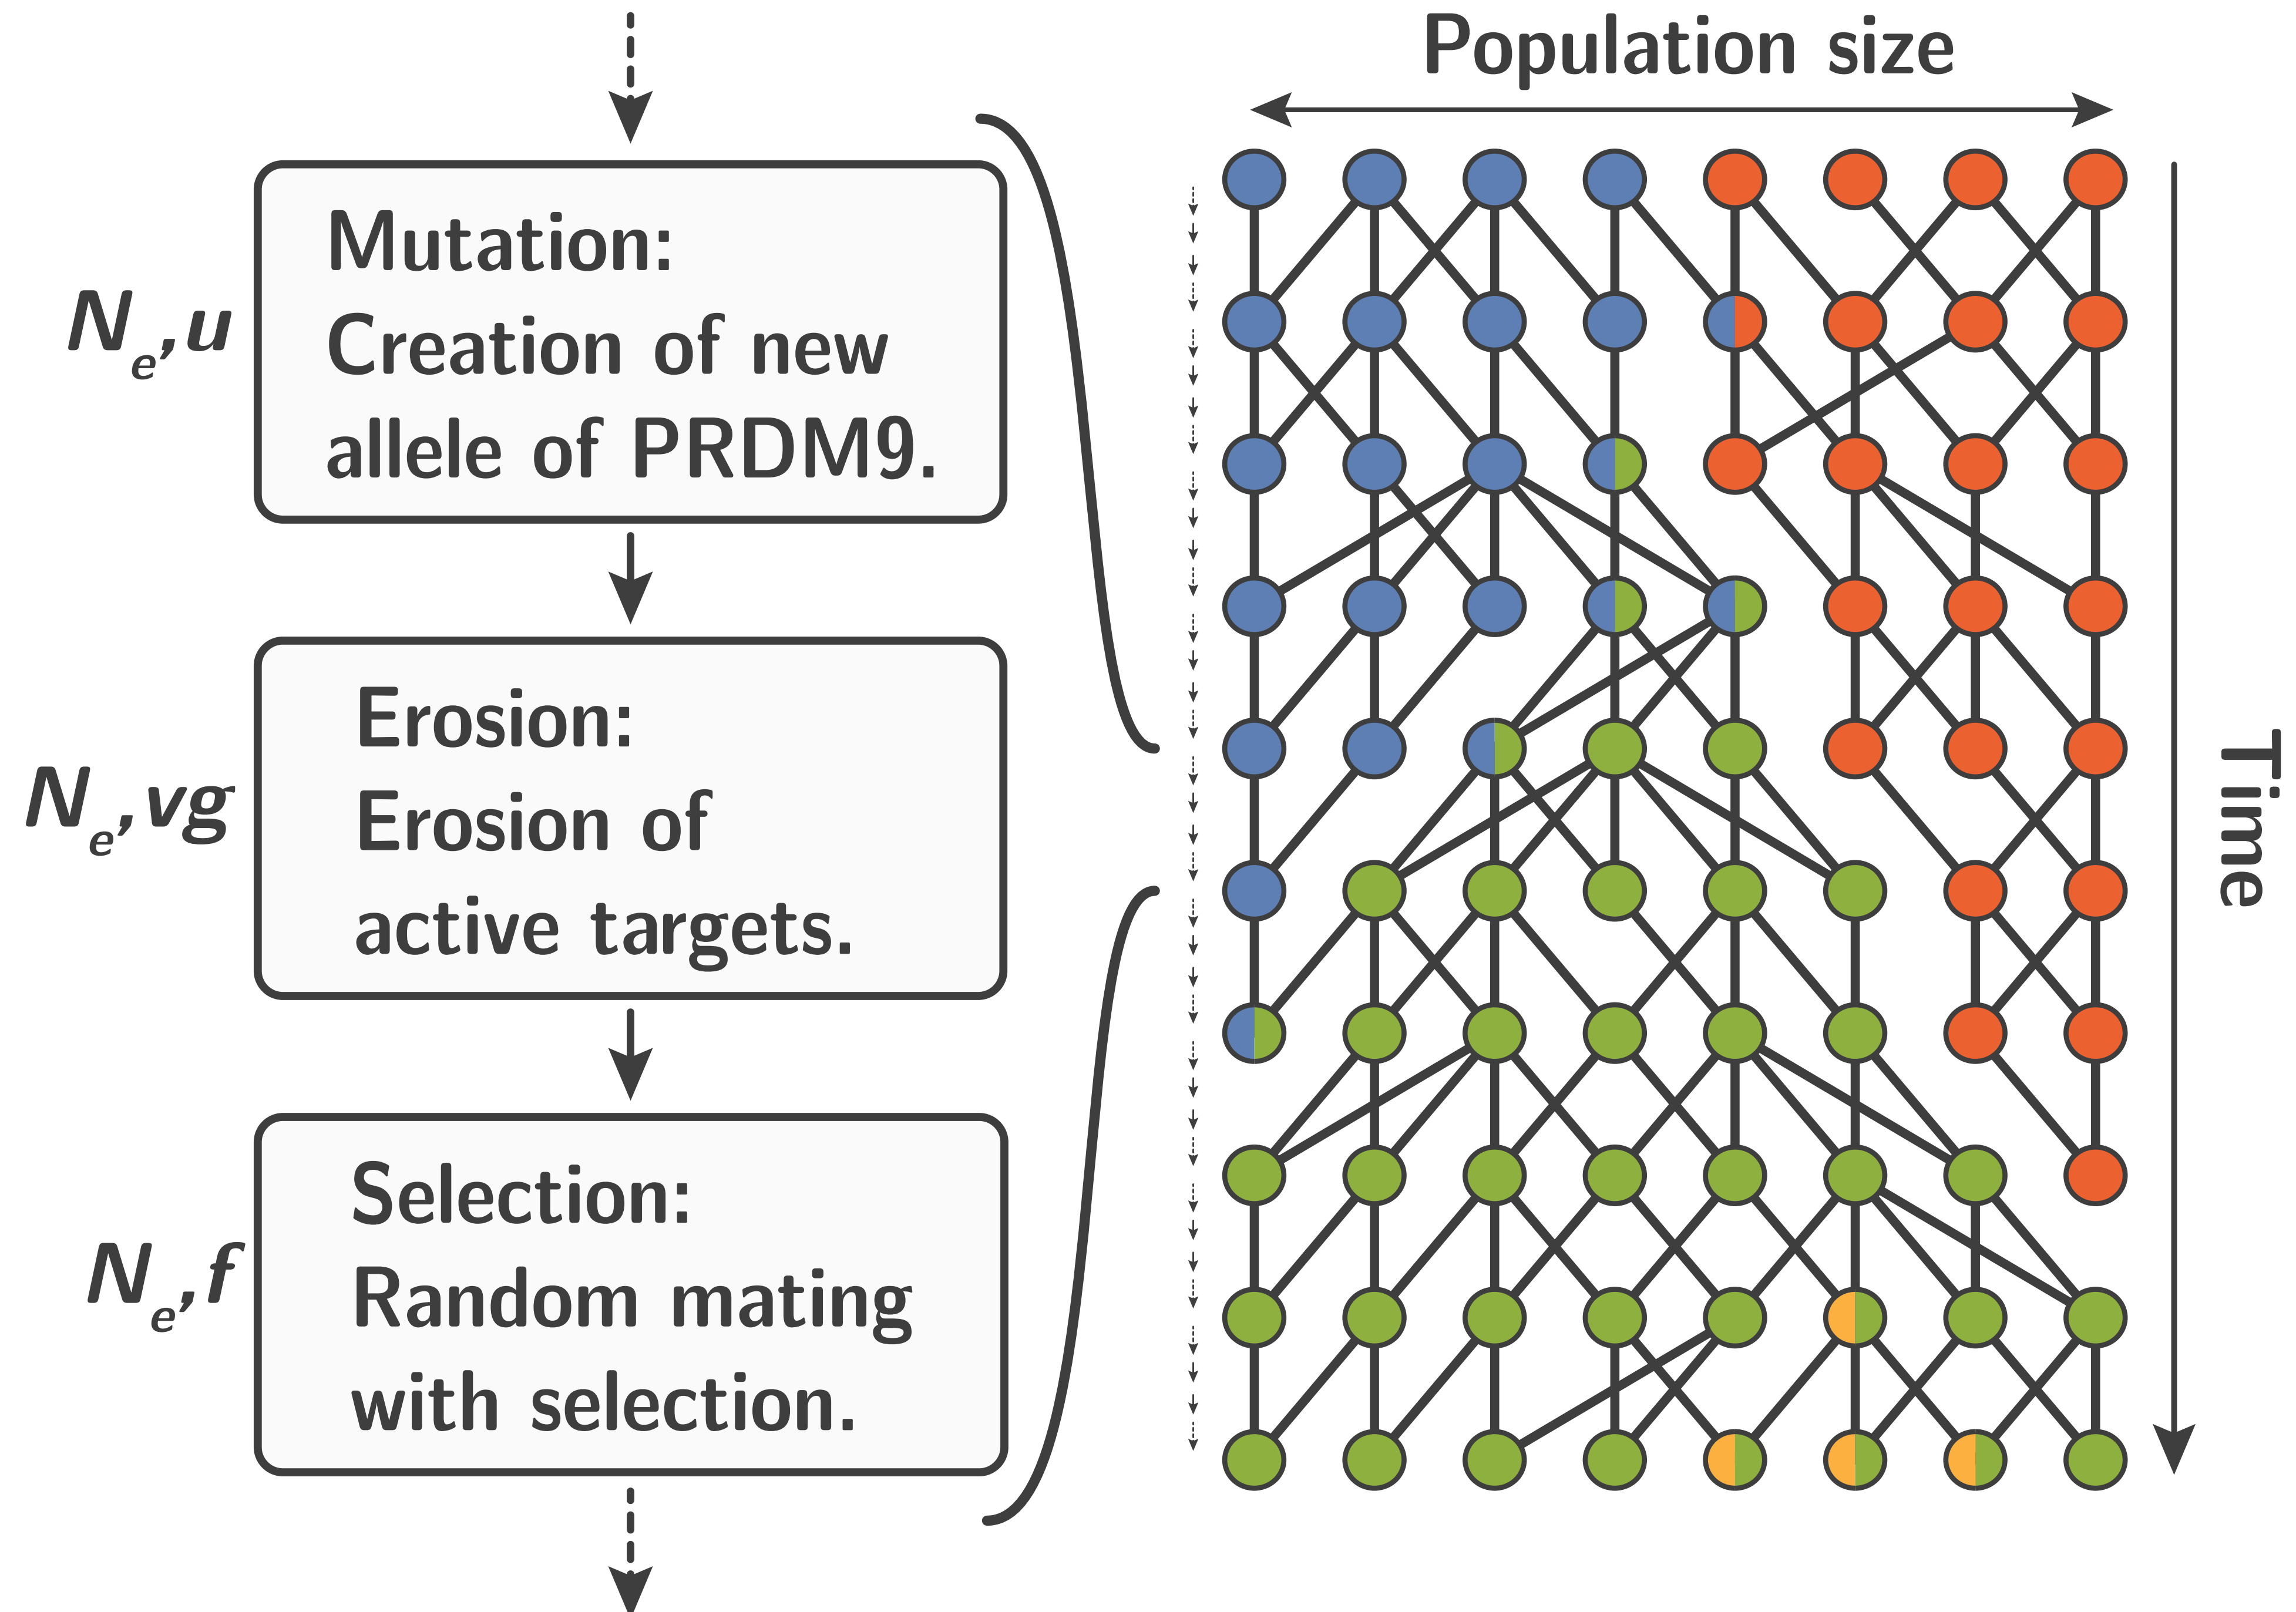 Population size
Mutation:
Creation of new
allele of PRDM9.
Ne, u
Erosion:
Erosion of
active targets.
Ne, vg
Selection:
Random mating
with selection.
Ne, f
Time